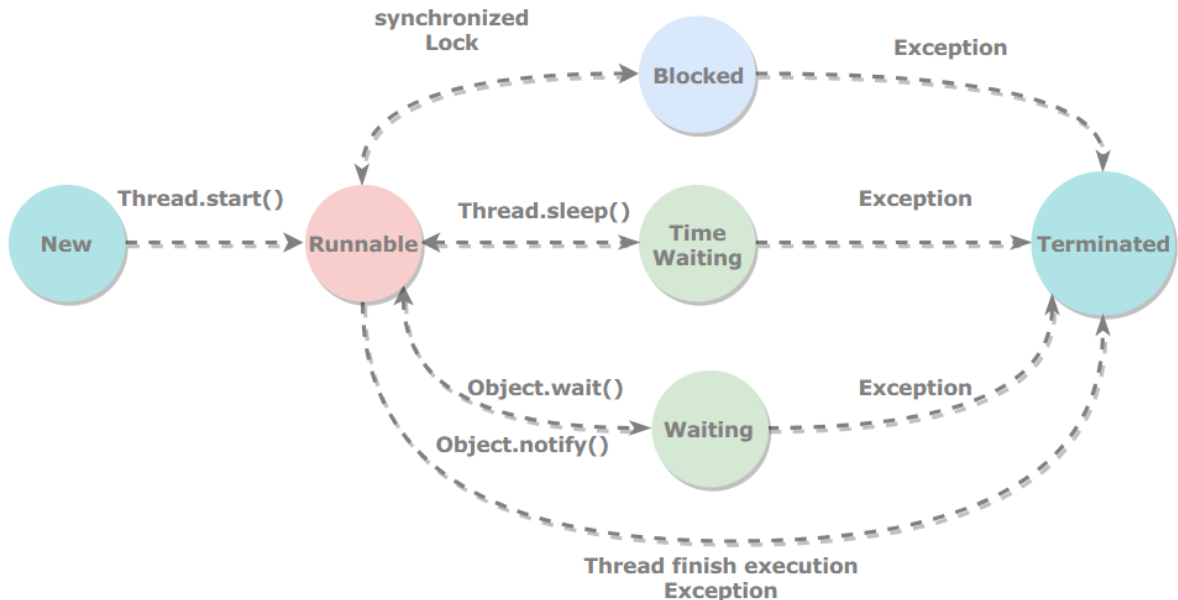 synchronized
Lock
Blocked
Exception
Thread.start()
Thread.sleep()
Exception
New
Runnable
Time
Waiting
Terminated
Object.wait()
Exception
Object.notify()
Waiting
Thread finish execution
Exception